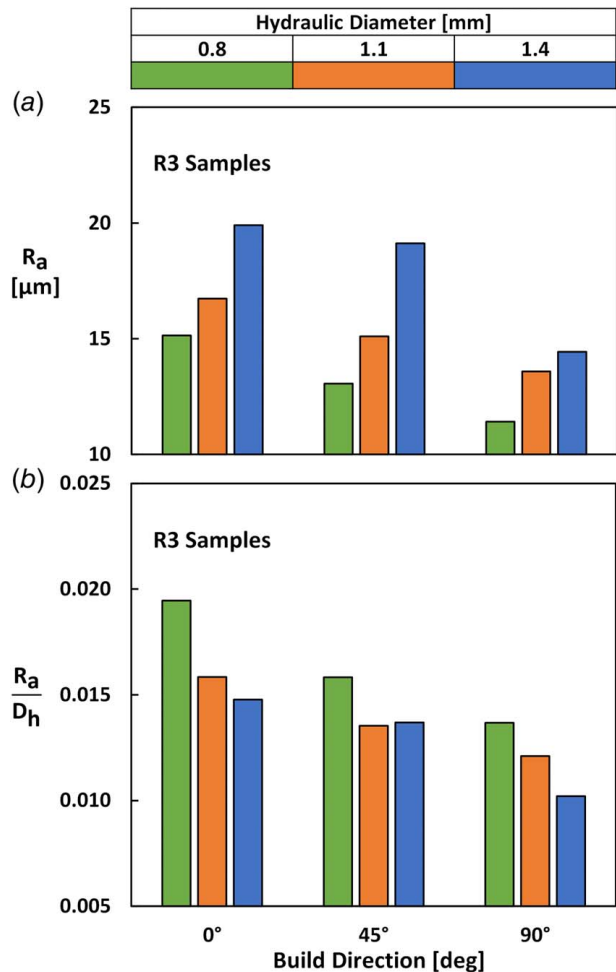 Hydraulic Diameter [mm]
0.8 1.1 1.4
(a)
25
R3 Samples
20
Ra
[μm]
15
10
(b)
0.025
R3 Samples
0.020
Ra
Dh
0.015
0.010
0.005
0° 45° 90°
Build Direction [deg]